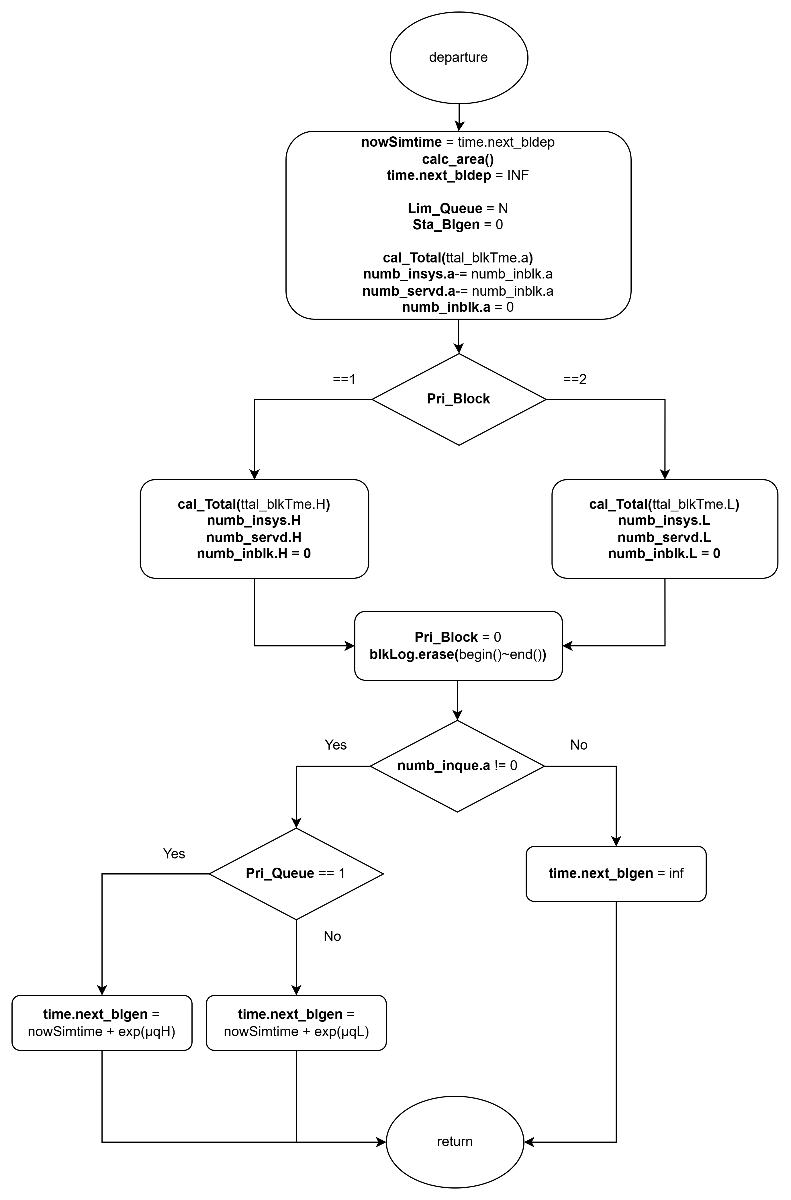 departure
nowSimtime = time.next_bldep
calc_area()
time.next_bldep = INF
Lim_Queue = N
Sta_Blgen = 0
cal_Total(ttal_blkTme.a)
numb_insys.a-= numb_inblk.a
numb_servd.a-= numb_inblk.a
numb_inblk.a = 0
==1
Pri_Block
==2
cal_Total(ttal_blkTme.H)
numb_insys.H
numb_servd.H
numb_inblk.H = 0
cal_Total(ttal_blkTme.L)
numb_insys.L
numb_servd.L
numb_inblk.L = 0
Pri_Block = 0
blkLog.erase(begin()~end())
Yes
numb_inque.a != 0
No
Yes
Pri_Queue == 1
No
time.next_blgen = inf
time.next_blgen =
nowSimtime + exp(μqH)
time.next_blgen =
nowSimtime + exp(μqL)
return